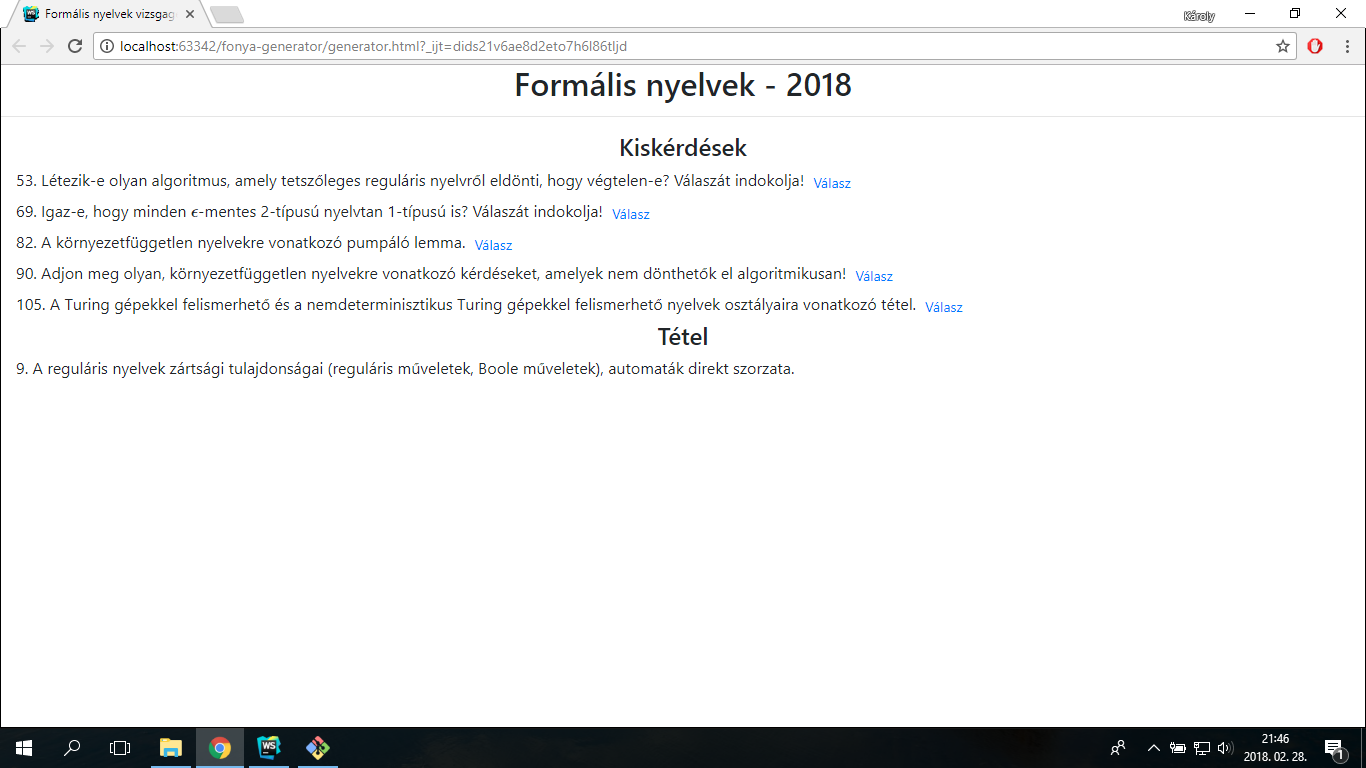 Formális nyelvek vizsgag
Károly
localhost:63342/fonya-generator/generator.html?_ijt=dids21v6ae8d2eto7h6l86tljd
Formális nyelvek - 2018
Kiskérdések
53. Létezik-e olyan algoritmus, amely tetszőleges reguláris nyelvről eldönti, hogy végtelen-e? Válaszát indokolja! Válasz
69. Igaz-e, hogy minden ϵ-mentes 2-típusú nyelvtan 1-típusú is? Válaszát indokolja! Válasz
82. A környezetfüggetlen nyelvekre vonatkozó pumpáló lemma. Válasz
90. Adjon meg olyan, környezetfüggetlen nyelvekre vonatkozó kérdéseket, amelyek nem dönthetők el algoritmikusan! Válasz
105. A Turing gépekkel felismerhető és a nemdeterminisztikus Turing gépekkel felismerhető nyelvek osztályaira vonatkozó tétel. Válasz
Tétel
9. A reguláris nyelvek zártsági tulajdonságai (reguláris műveletek, Boole műveletek), automaták direkt szorzata.
WS
21:46
2018. 02. 28.
1